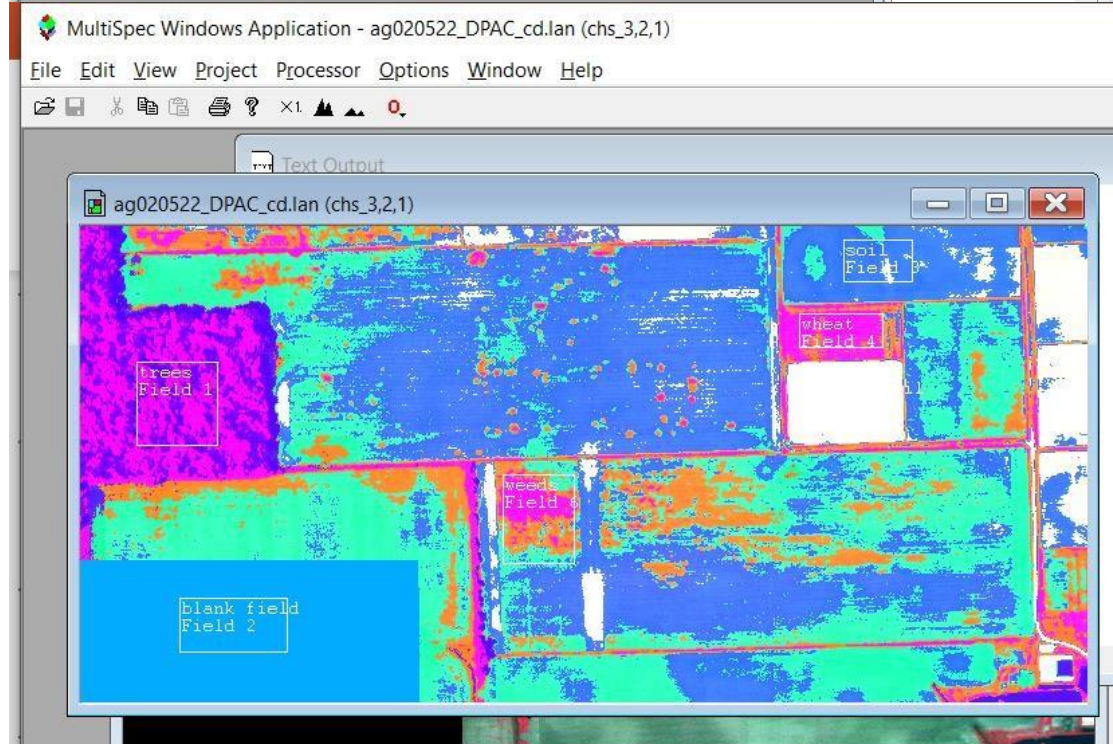 MultiSpec Windows Application - ag020522_DPAC_cd.lan (chs_3,2,1)
File Edit View Project Processor Options Window Help
×1.
Text Output
ag020522_DPAC_cd.lan (chs_3,2,1)
soil
Field 3
wheat
Field 4
trees
Field 1
weeds
Field 6
blank field
Field 2